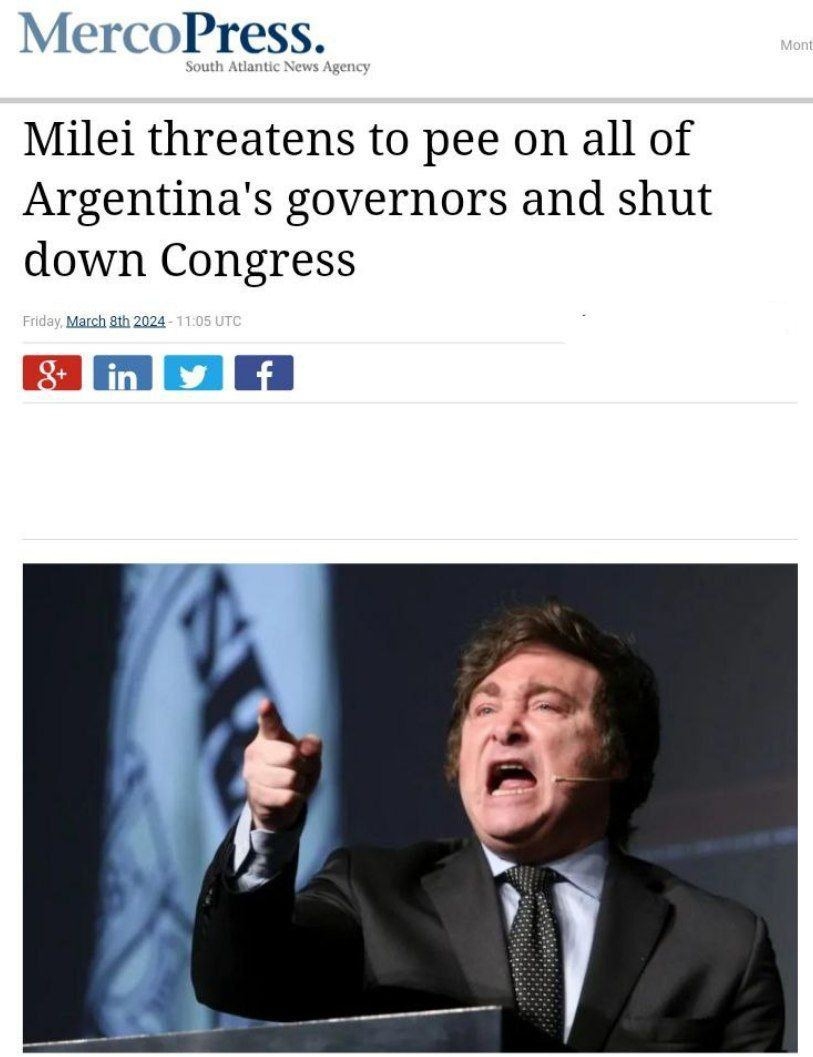 MercoPress.
South Atlantic News Agency
Mont
Milei threatens to pee on all of
Argentina's governors and shut
down Congress
Friday, March 8th 2024 - 11:05 UTC
g+ in f